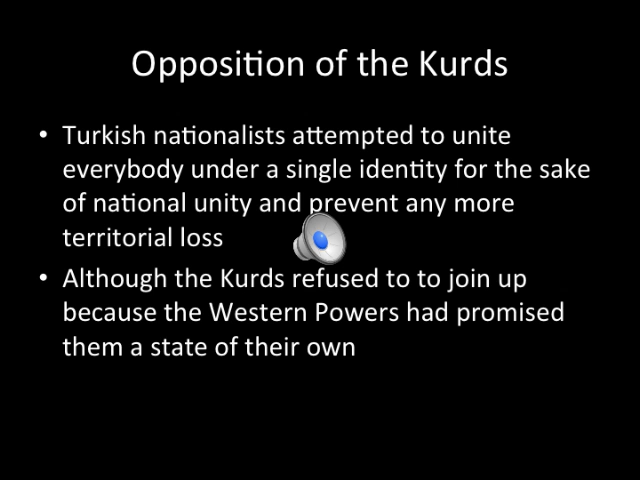 Opposition of the Kurds
• Turkish nationalists attempted to unite
everybody under a single identity for the sake
of national unity and prevent any more
territorial loss
• Although the Kurds refused to to join up
because the Western Powers had promised
them a state of their own